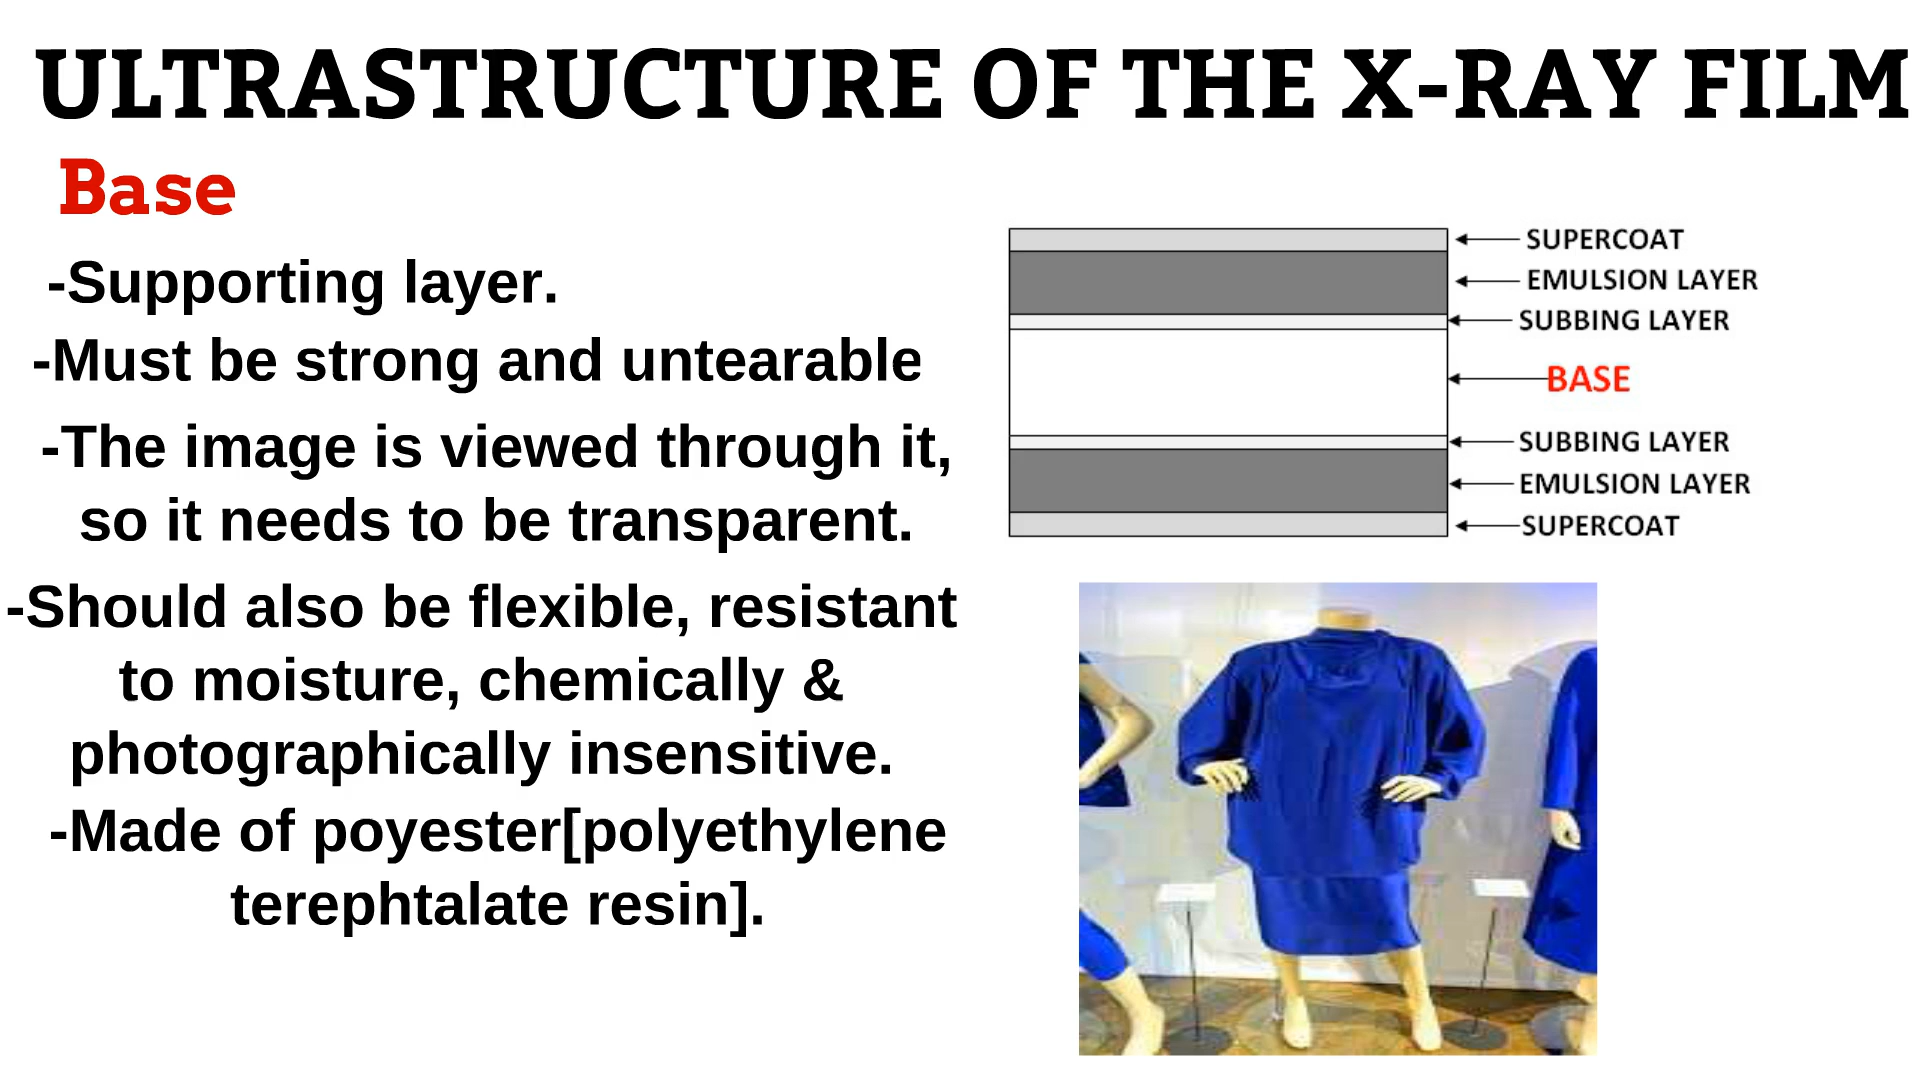 ULTRASTRUCTURE OF THE X-RAY FILM
Base
-Supporting layer.
-Must be strong and untearable
-The image is viewed through it,
so it needs to be transparent.
-Should also be flexible, resistant
to moisture, chemically &
photographically insensitive.
-Made of poyester[polyethylene
terephtalate resin].
SUPERCOAT
EMULSION LAYER
SUBBING LAYER
BASE
SUBBING LAYER
EMULSION LAYER
SUPERCOAT